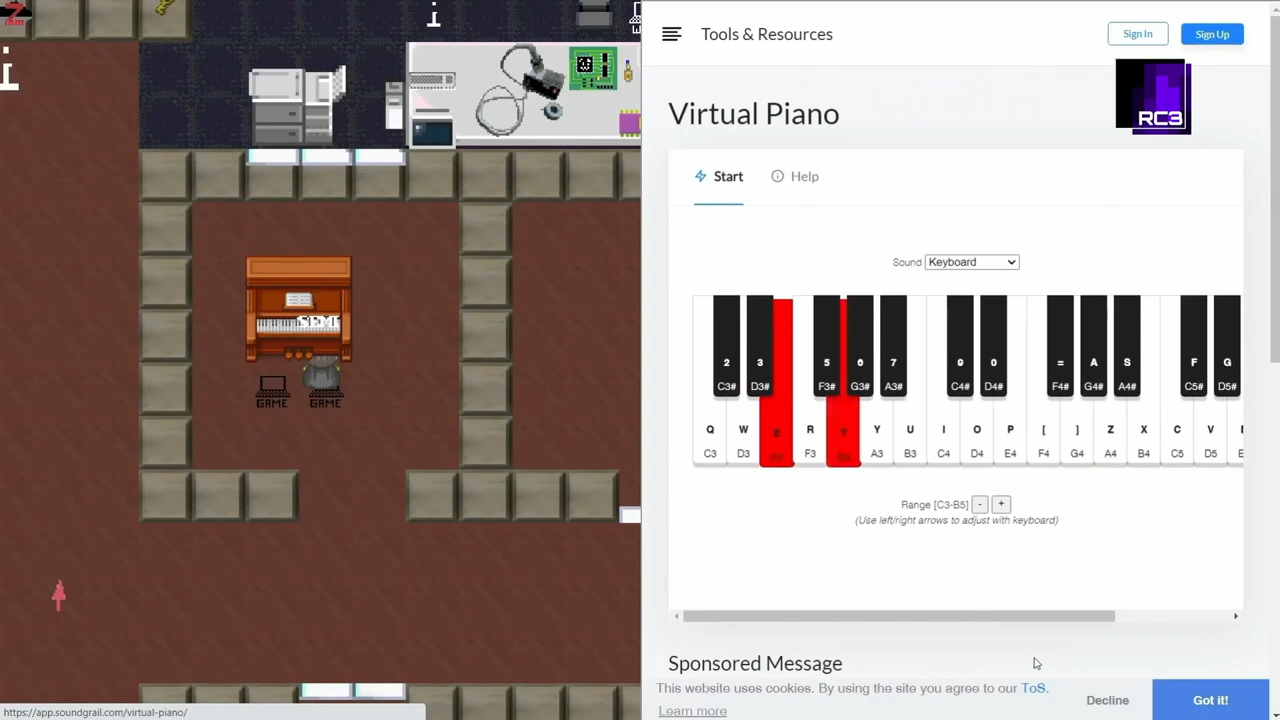 Tools & Resources
Sign In
Sign Up
RC3
Virtual Piano
Start
Help
Sound Keyboard
2 3 5 6 7 9 0 = A S F G
C3# D3# F3# G3# A3# C4# D4# F4# G4# A4# C5# D5#
Q W E R T Y U I O P [ ] Z X C V
C3 D3 F3 A3 B3 C4 D4 E4 F4 G4 A4 B4 C5 D5
Range [C3-B5] - +
(Use left/right arrows to adjust with keyboard)
GAME GAME
Sponsored Message
This website uses cookies. By using the site you agree to our ToS.
Learn more
Decline
Got it!
https://app.soundgrail.com/virtual-piano/